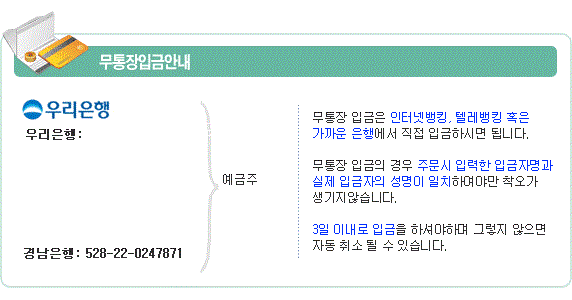 무통장입금안내
우리은행
우리은행:
경남은행: 528-22-0247871
예금주
무통장 입금은 인터넷뱅킹, 텔레뱅킹 혹은
가까운 은행에서 직접 입금하시면 됩니다.
무통장 입금의 경우 주문시 입력한 입금자명과
실제 입금자의 성명이 일치하여야만 착오가
생기지않습니다.
3일 이내로 입금을 하셔야하며 그렇지 않으면
자동 취소 될 수 있습니다.